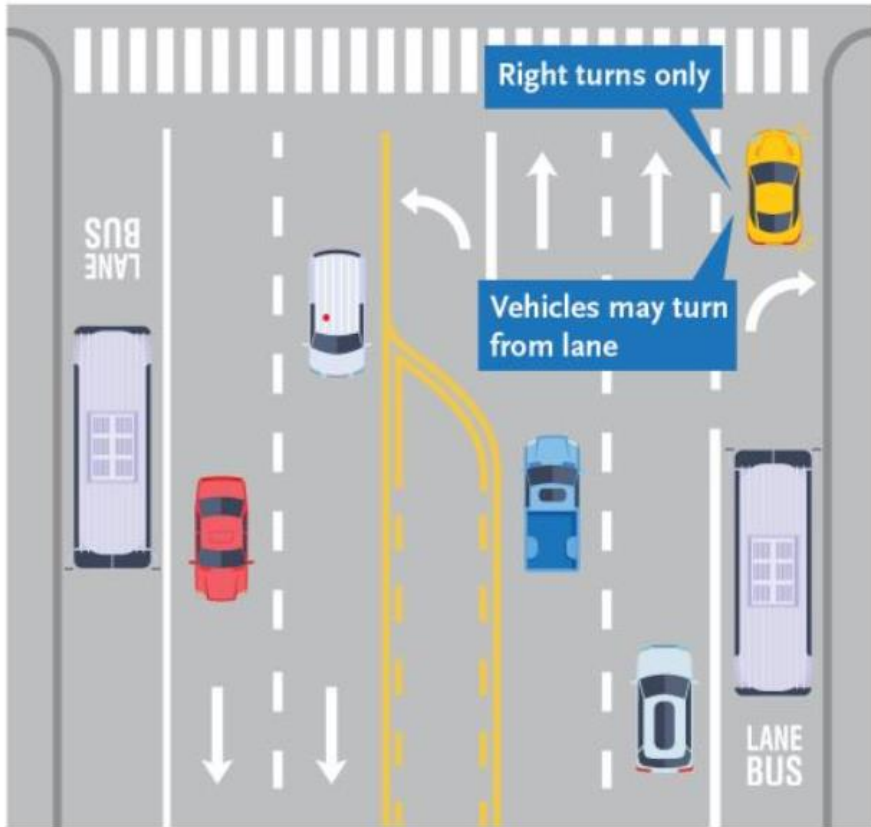 Right turns only
BUS
LANE
Vehicles may turn
from lane
LANE
BUS